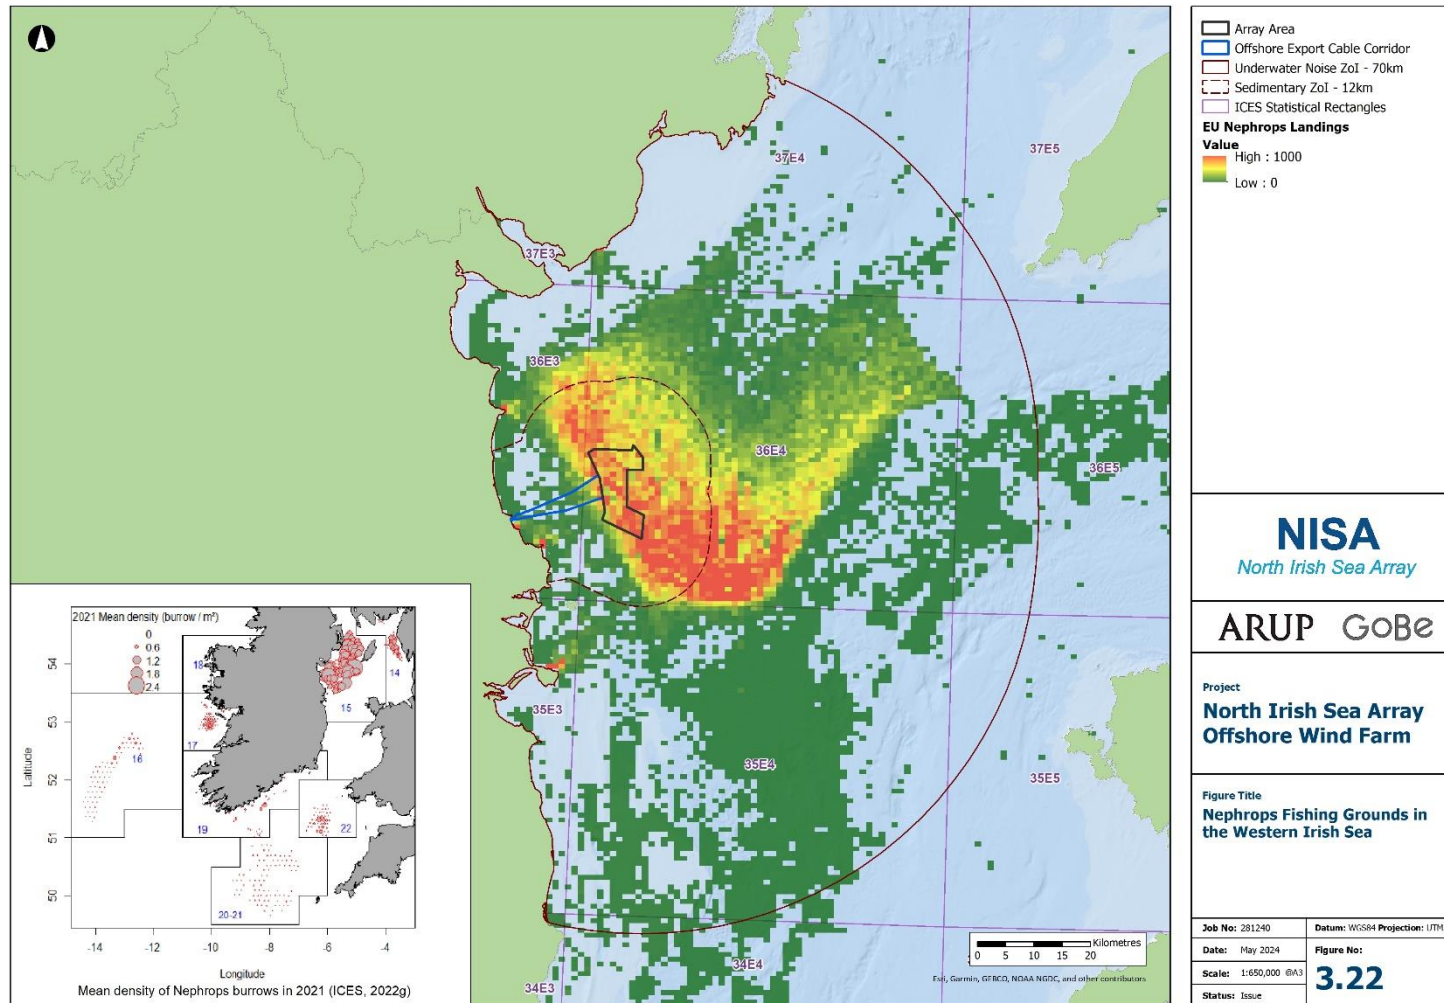 37E4
37E5
37E3
36E3
36E4
36E5
35E3
35E4
35E5
34E4
34E3
0 5 10 15 20 Kilometres
Esri, Garmin, GEBCO, NOAA NGDC, and other contributors
2021 Mean density (burrow / m²)
0
0.6
1.2
1.8
2.4
18
14
15
17
16
19
22
20-21
54
53
52
51
50
Latitude
-14 -12 -10 -8 -6 -4
Longitude
Mean density of Nephrops burrows in 2021 (ICES, 2022g)
Array Area
Offshore Export Cable Corridor
Underwater Noise ZoI - 70km
Sedimentary ZoI - 12km
ICES Statistical Rectangles
EU Nephrops Landings
Value
High : 1000
Low : 0
NISA
North Irish Sea Array
ARUP GoBe
Project
North Irish Sea Array
Offshore Wind Farm
Figure Title
Nephrops Fishing Grounds in
the Western Irish Sea
Job No: 281240
Datum: WGS84 Projection:
Date: May 2024
Figure No:
Scale: 1:650,000 @A3
3.22
Status: Issue